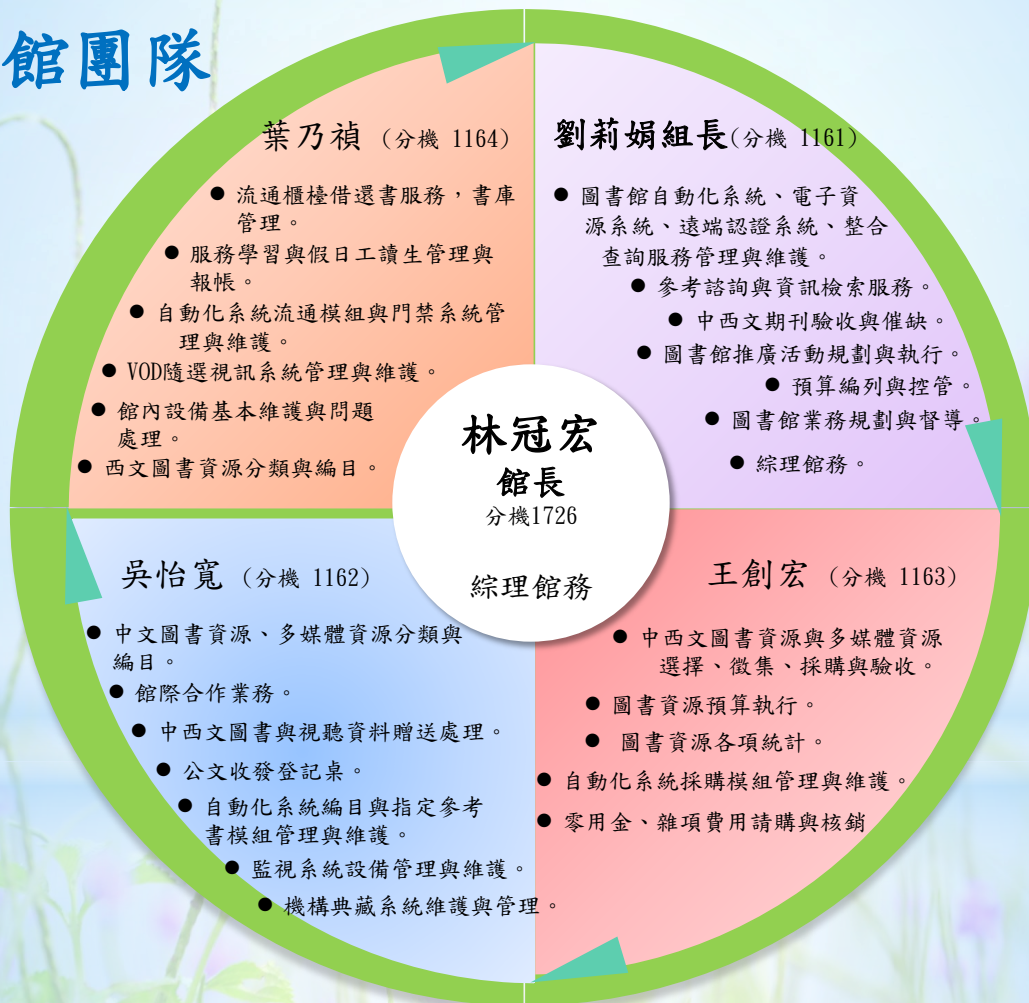 館團隊
葉乃禎 (分機 1164)
● 流通櫃檯借還書服務，書庫
管理。
● 服務學習與假日工讀生管理與
報帳。
● 自動化系統流通模組與門禁系統管
理與維護。
● VOD隨選視訊系統管理與維護。
● 館內設備基本維護與問題
處理。
● 西文圖書資源分類與編目。
劉莉娟組長(分機 1161)
● 圖書館自動化系統、電子資
源系統、遠端認證系統、整合
查詢服務管理與維護。
● 參考諮詢與資訊檢索服務。
● 中西文期刊驗收與催缺。
● 圖書館推廣活動規劃與執行。
● 預算編列與控管。
● 圖書館業務規劃與督導。
● 綜理館務。
林冠宏
館長
分機1726
綜理館務
吳怡寬 (分機 1162)
● 中文圖書資源、多媒體資源分類與
編目。
● 館際合作業務。
● 中西文圖書與視聽資料贈送處理。
● 公文收發登記桌。
● 自動化系統編目與指定參考
書模組管理與維護。
● 監視系統設備管理與維護。
● 機構典藏系統維護與管理。
王創宏 (分機 1163)
● 中西文圖書資源與多媒體資源
選擇、徵集、採購與驗收。
● 圖書資源預算執行。
● 圖書資源各項統計。
● 自動化系統採購模組管理與維護。
● 零用金、雜項費用請購與核銷